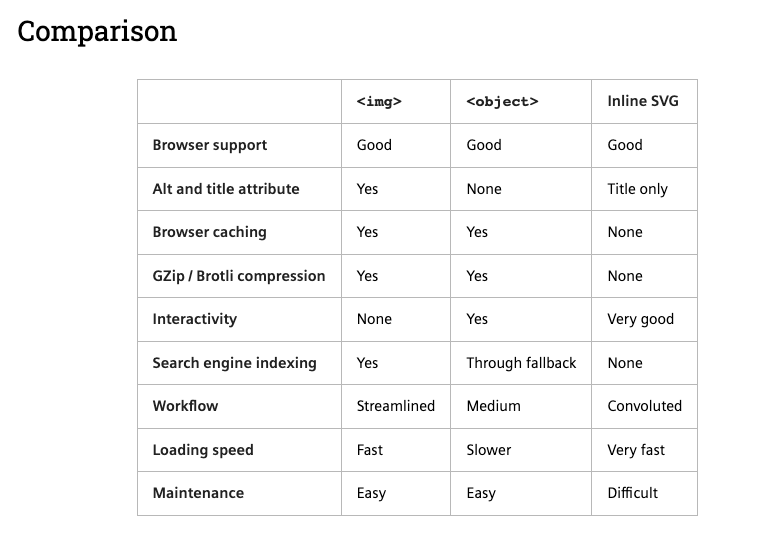 Comparison
<img> <object> Inline SVG
Browser support Good Good Good
Alt and title attribute Yes None Title only
Browser caching Yes Yes None
GZip / Brotli compression Yes Yes None
Interactivity None Yes Very good
Search engine indexing Yes Through fallback None
Workflow Streamlined Medium Convoluted
Loading speed Fast Slower Very fast
Maintenance Easy Easy Difficult